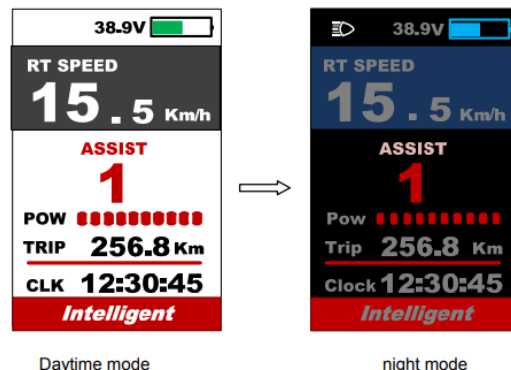 38.9V
RT SPEED
15.5 Km/h
ASSIST
1
POW
TRIP 256.8 Km
CLK 12:30:45
Intelligent
Daytime mode
38.9V
RT SPEED
15.5 Km/h
ASSIST
1
Pow
Trip 256.8 Km
Clock 12:30:45
Intelligent
night mode